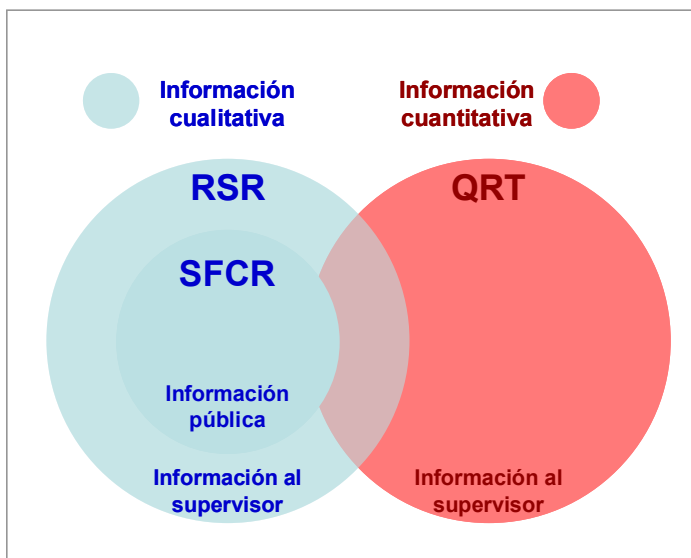 Información
cualitativa
Información
cuantitativa
RSR
QRT
SFCR
Información
pública
Información al
supervisor
Información al
supervisor